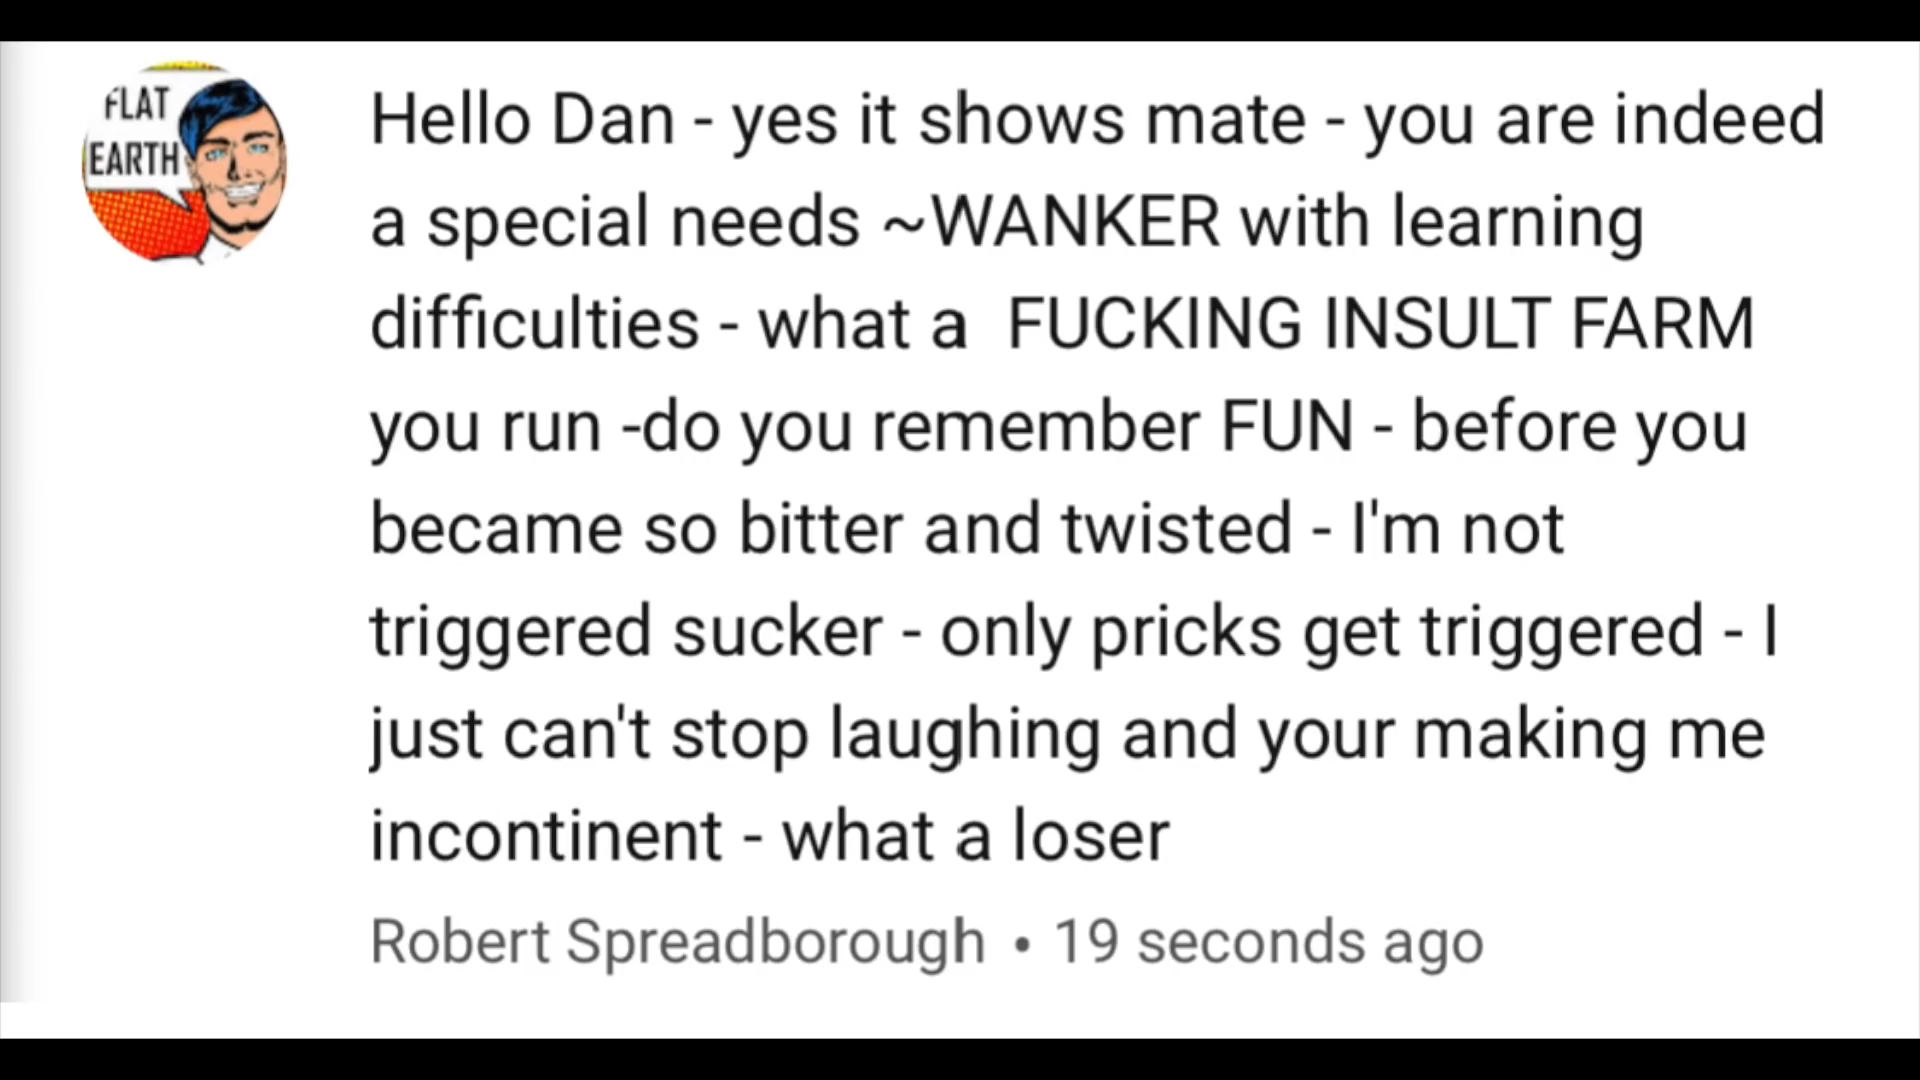 FLAT
EARTH
Hello Dan - yes it shows mate - you are indeed
a special needs ~WANKER with learning
difficulties - what a  FUCKING INSULT FARM
you run -do you remember FUN - before you
became so bitter and twisted - I'm not
triggered sucker - only pricks get triggered - I
just can't stop laughing and your making me
incontinent - what a loser
Robert Spreadborough • 19 seconds ago